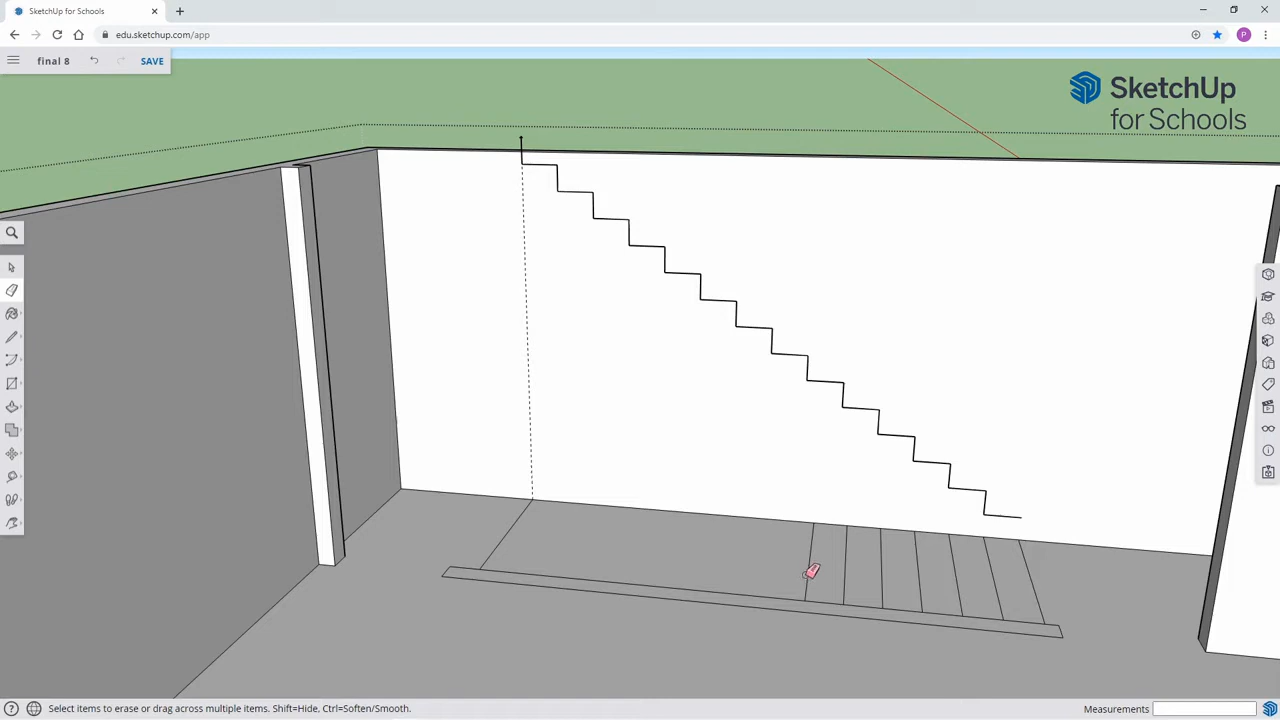 SketchUp for Schools
edu.sketchup.com/app
P
final 8
SAVE
SketchUp
for Schools
Select items to erase or drag across multiple items. Shift=Hide, Ctrl=Soften/Smooth.
Measurements